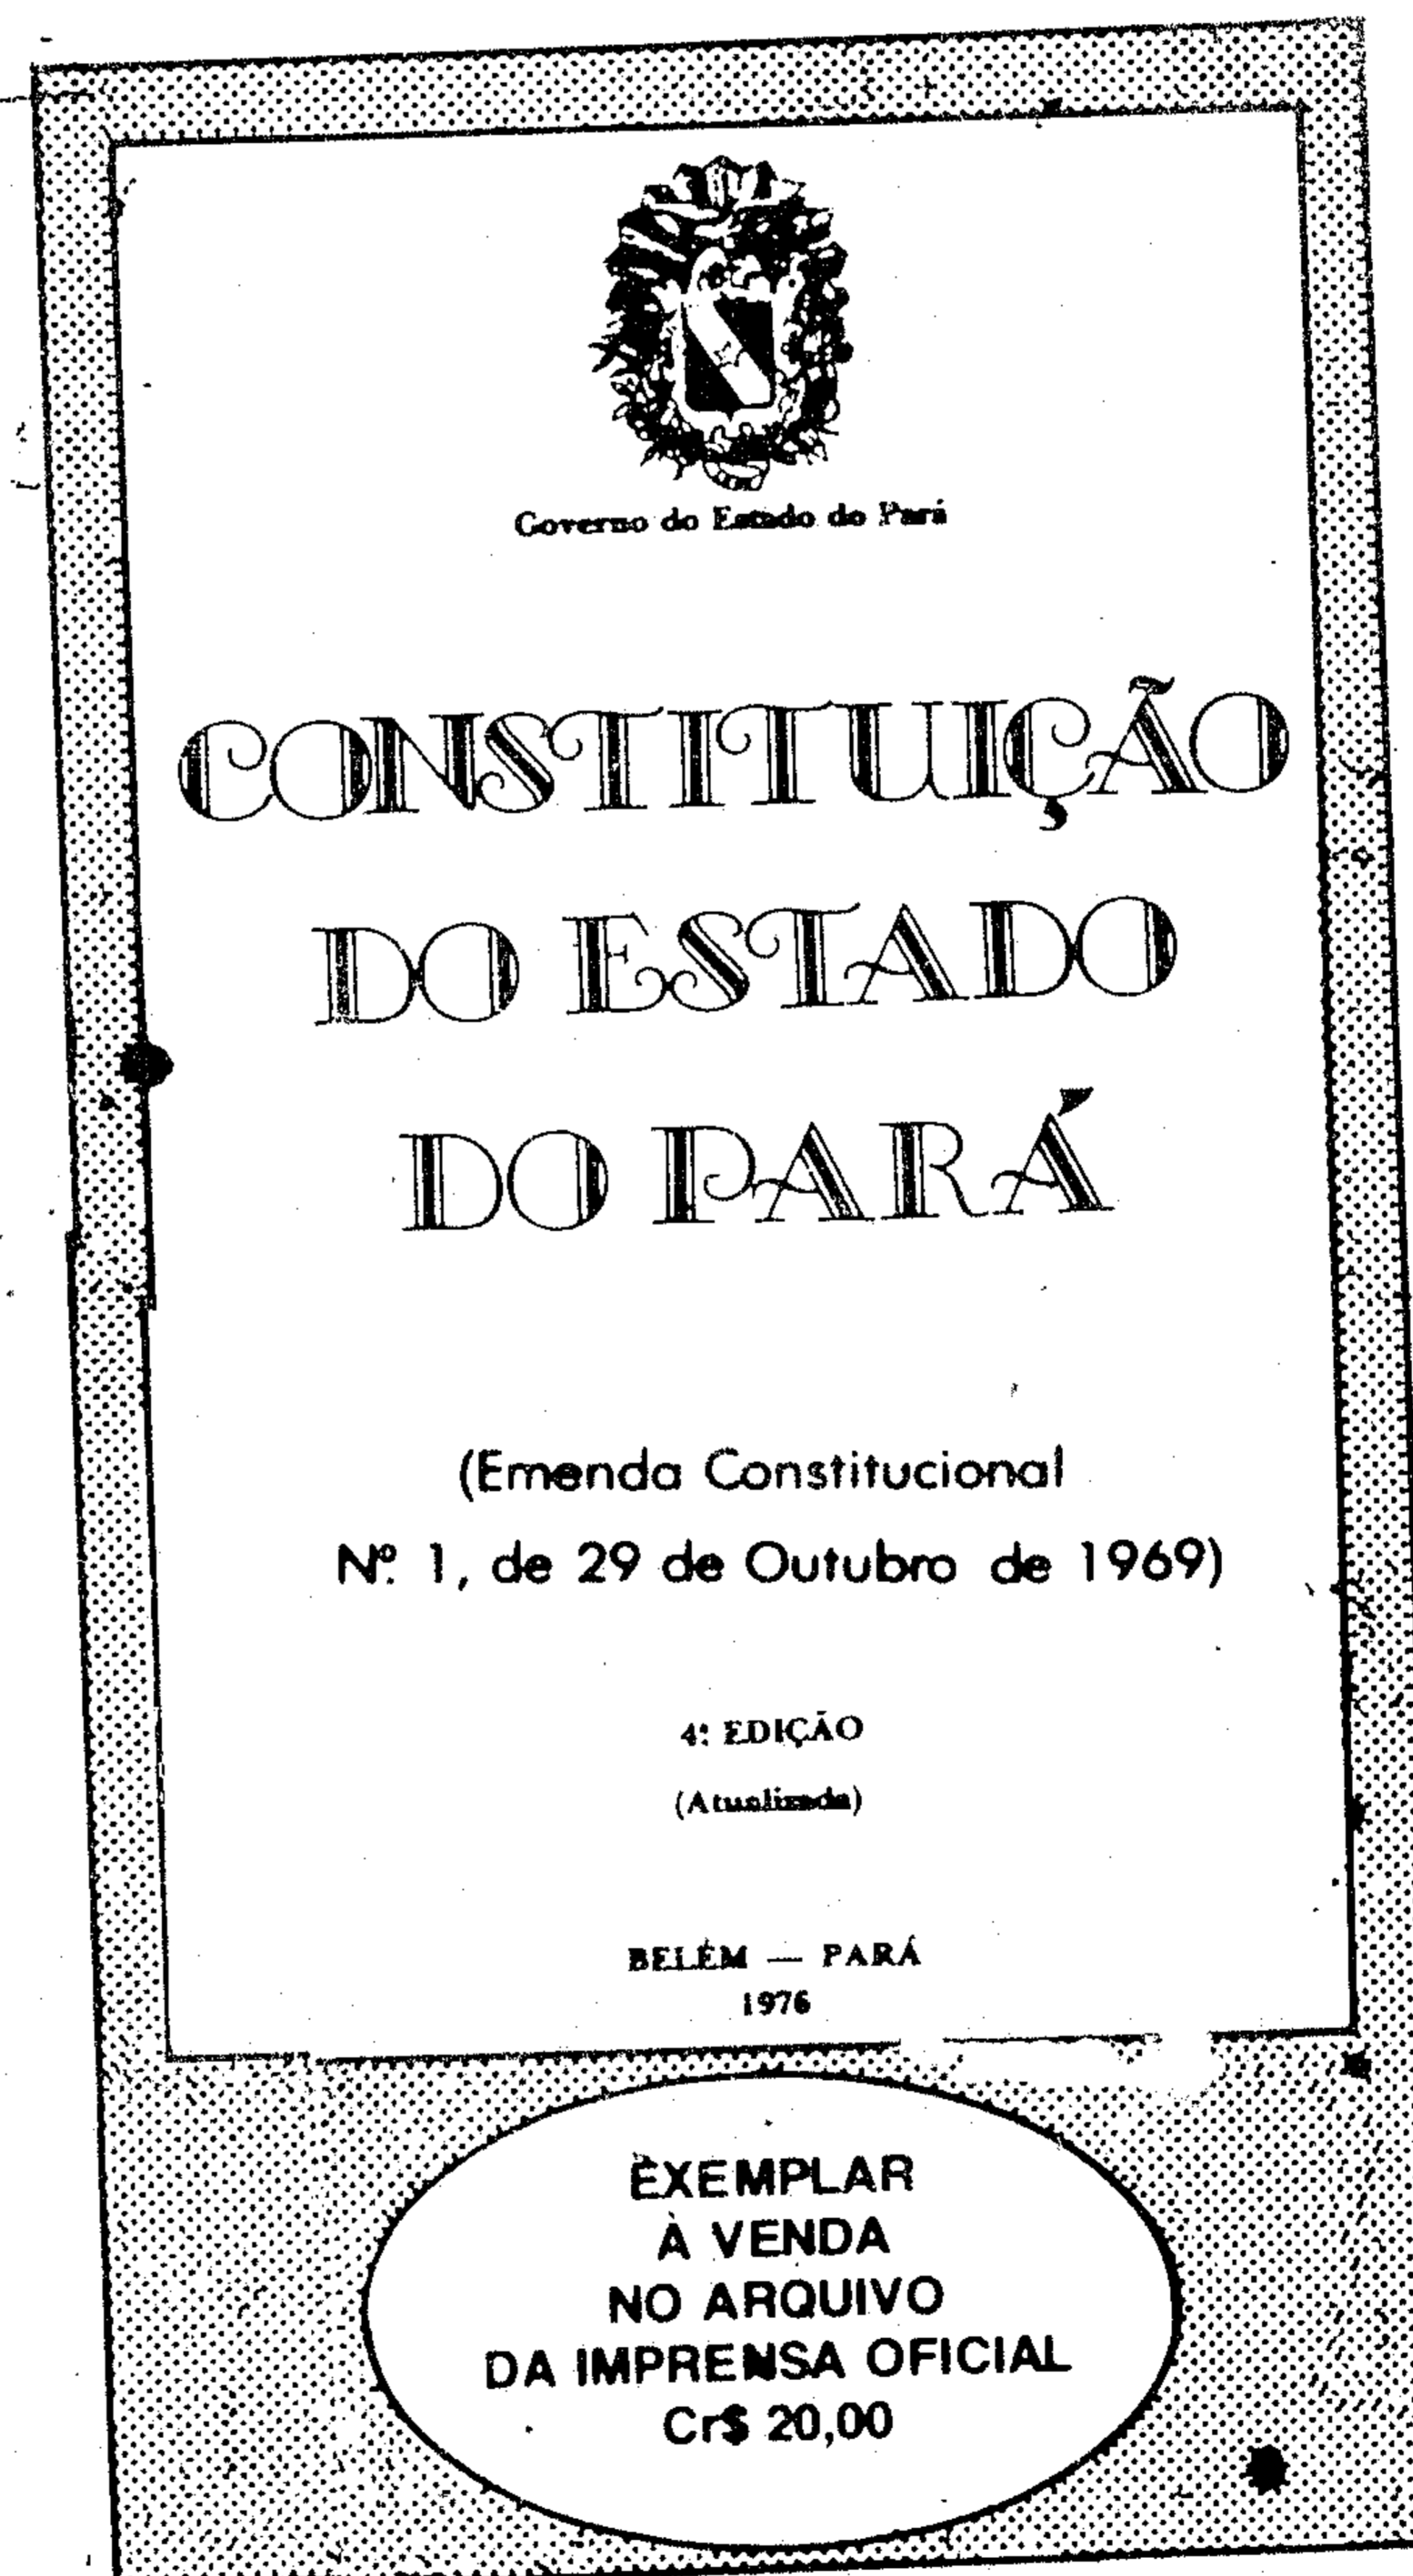 Governo do Estado do Pará
CONSTITUIÇÃO
DO ESTADO
DO PARÁ
(Emenda Constitucional
Nº 1, de 29 de Outubro de 1969)
4ª EDIÇÃO
(Atualizada)
BELÉM — PARÁ
1976
EXEMPLAR
À VENDA
NO ARQUIVO
DA IMPRENSA OFICIAL
Cr$ 20,00